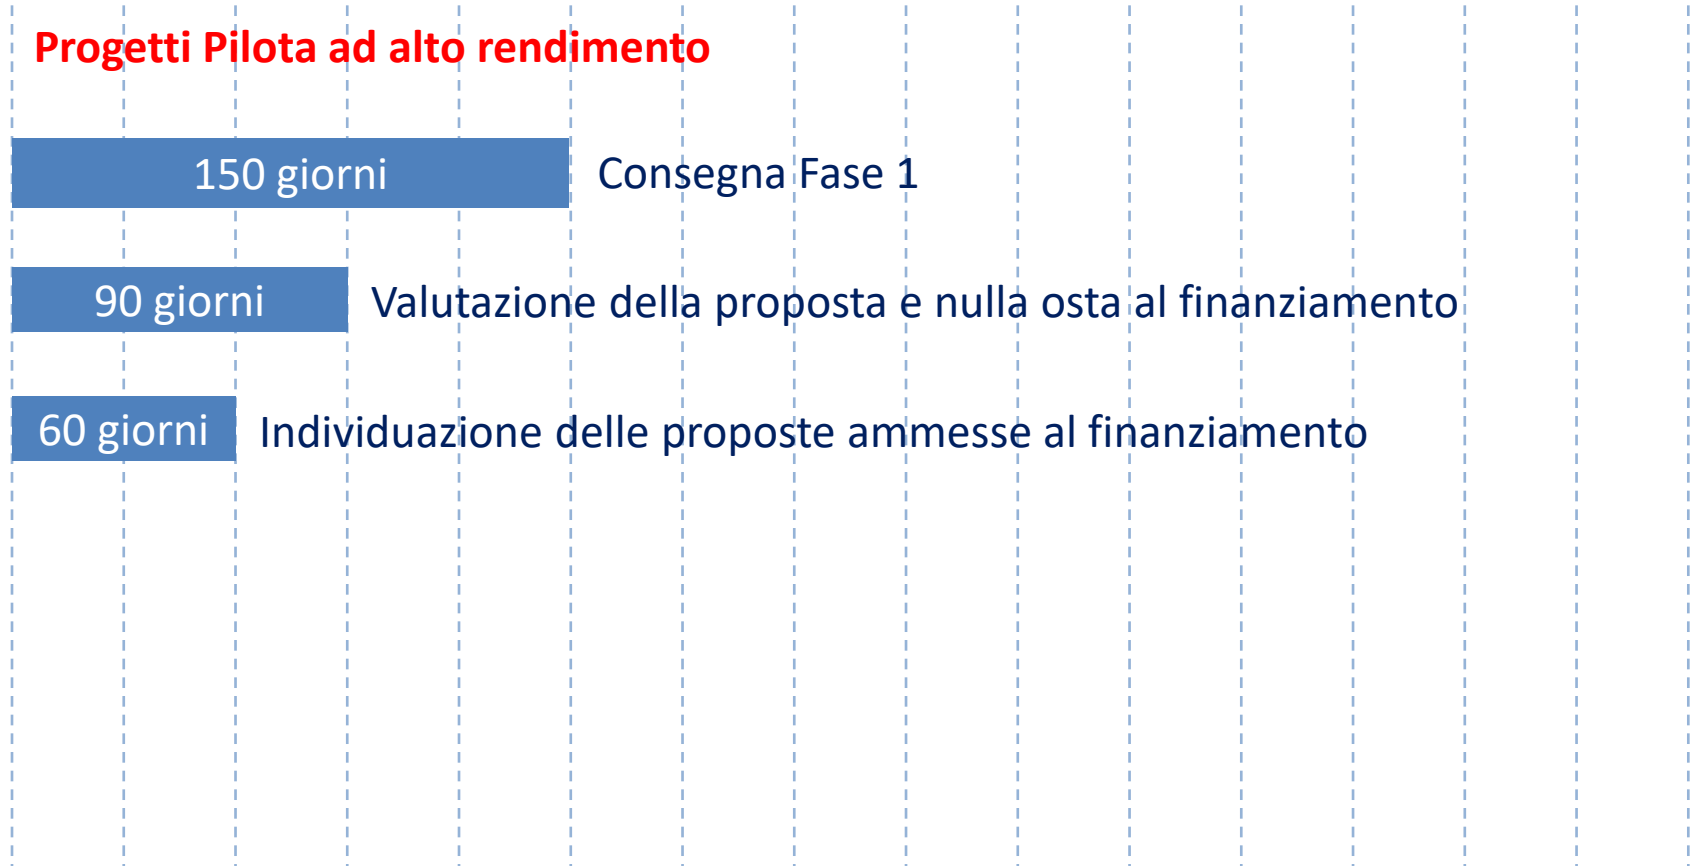 Progetti Pilota ad alto rendimento
150 giorni Consegna Fase 1
90 giorni Valutazione della proposta e nulla osta al finanziamento
60 giorni Individuazione delle proposte ammesse al finanziamento